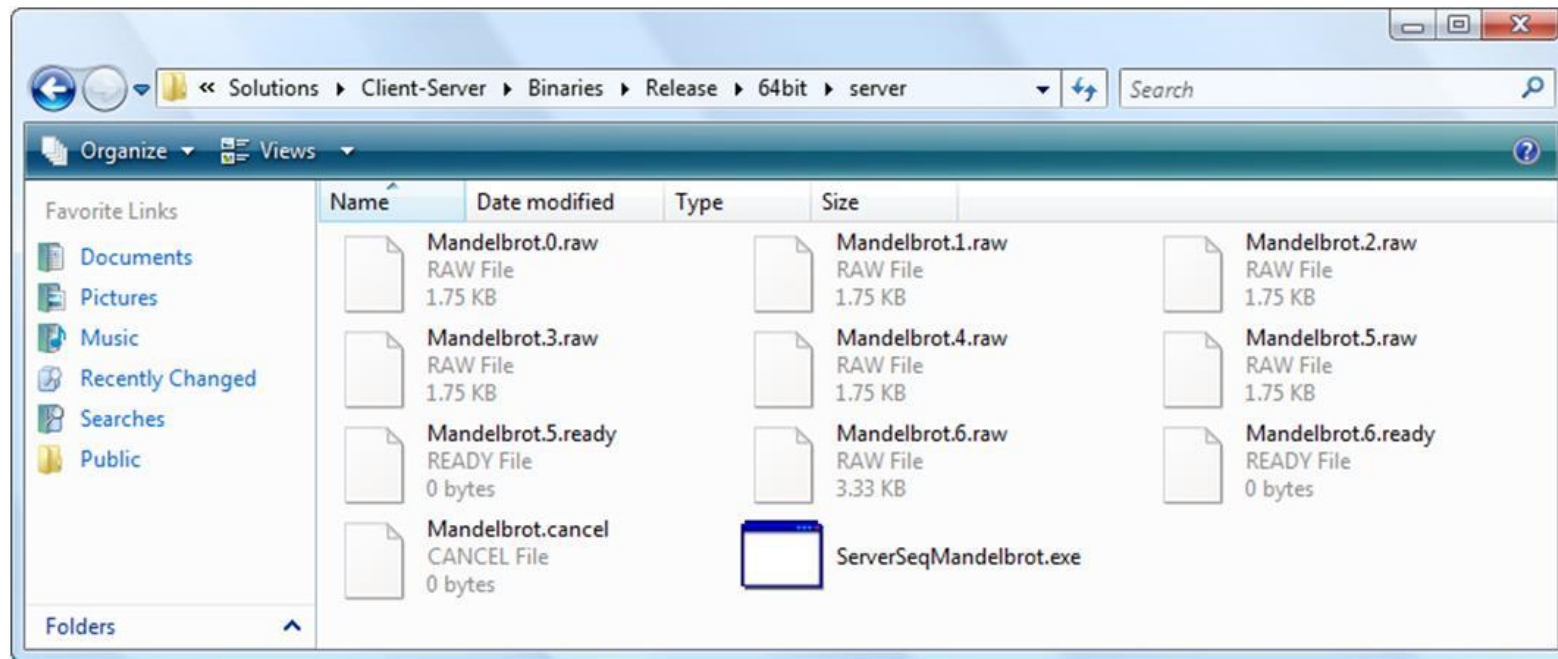 « Solutions ▸ Client-Server ▸ Binaries ▸ Release ▸ 64bit ▸ server
Search
Organize
Views
Favorite Links
Documents
Pictures
Music
Recently Changed
Searches
Public
Folders
Name Date modified Type Size
Mandelbrot.0.raw
RAW File
1.75 KB
Mandelbrot.1.raw
RAW File
1.75 KB
Mandelbrot.2.raw
RAW File
1.75 KB
Mandelbrot.3.raw
RAW File
1.75 KB
Mandelbrot.4.raw
RAW File
1.75 KB
Mandelbrot.5.raw
RAW File
1.75 KB
Mandelbrot.5.ready
READY File
0 bytes
Mandelbrot.6.raw
RAW File
3.33 KB
Mandelbrot.6.ready
READY File
0 bytes
Mandelbrot.cancel
CANCEL File
0 bytes
ServerSeqMandelbrot.exe